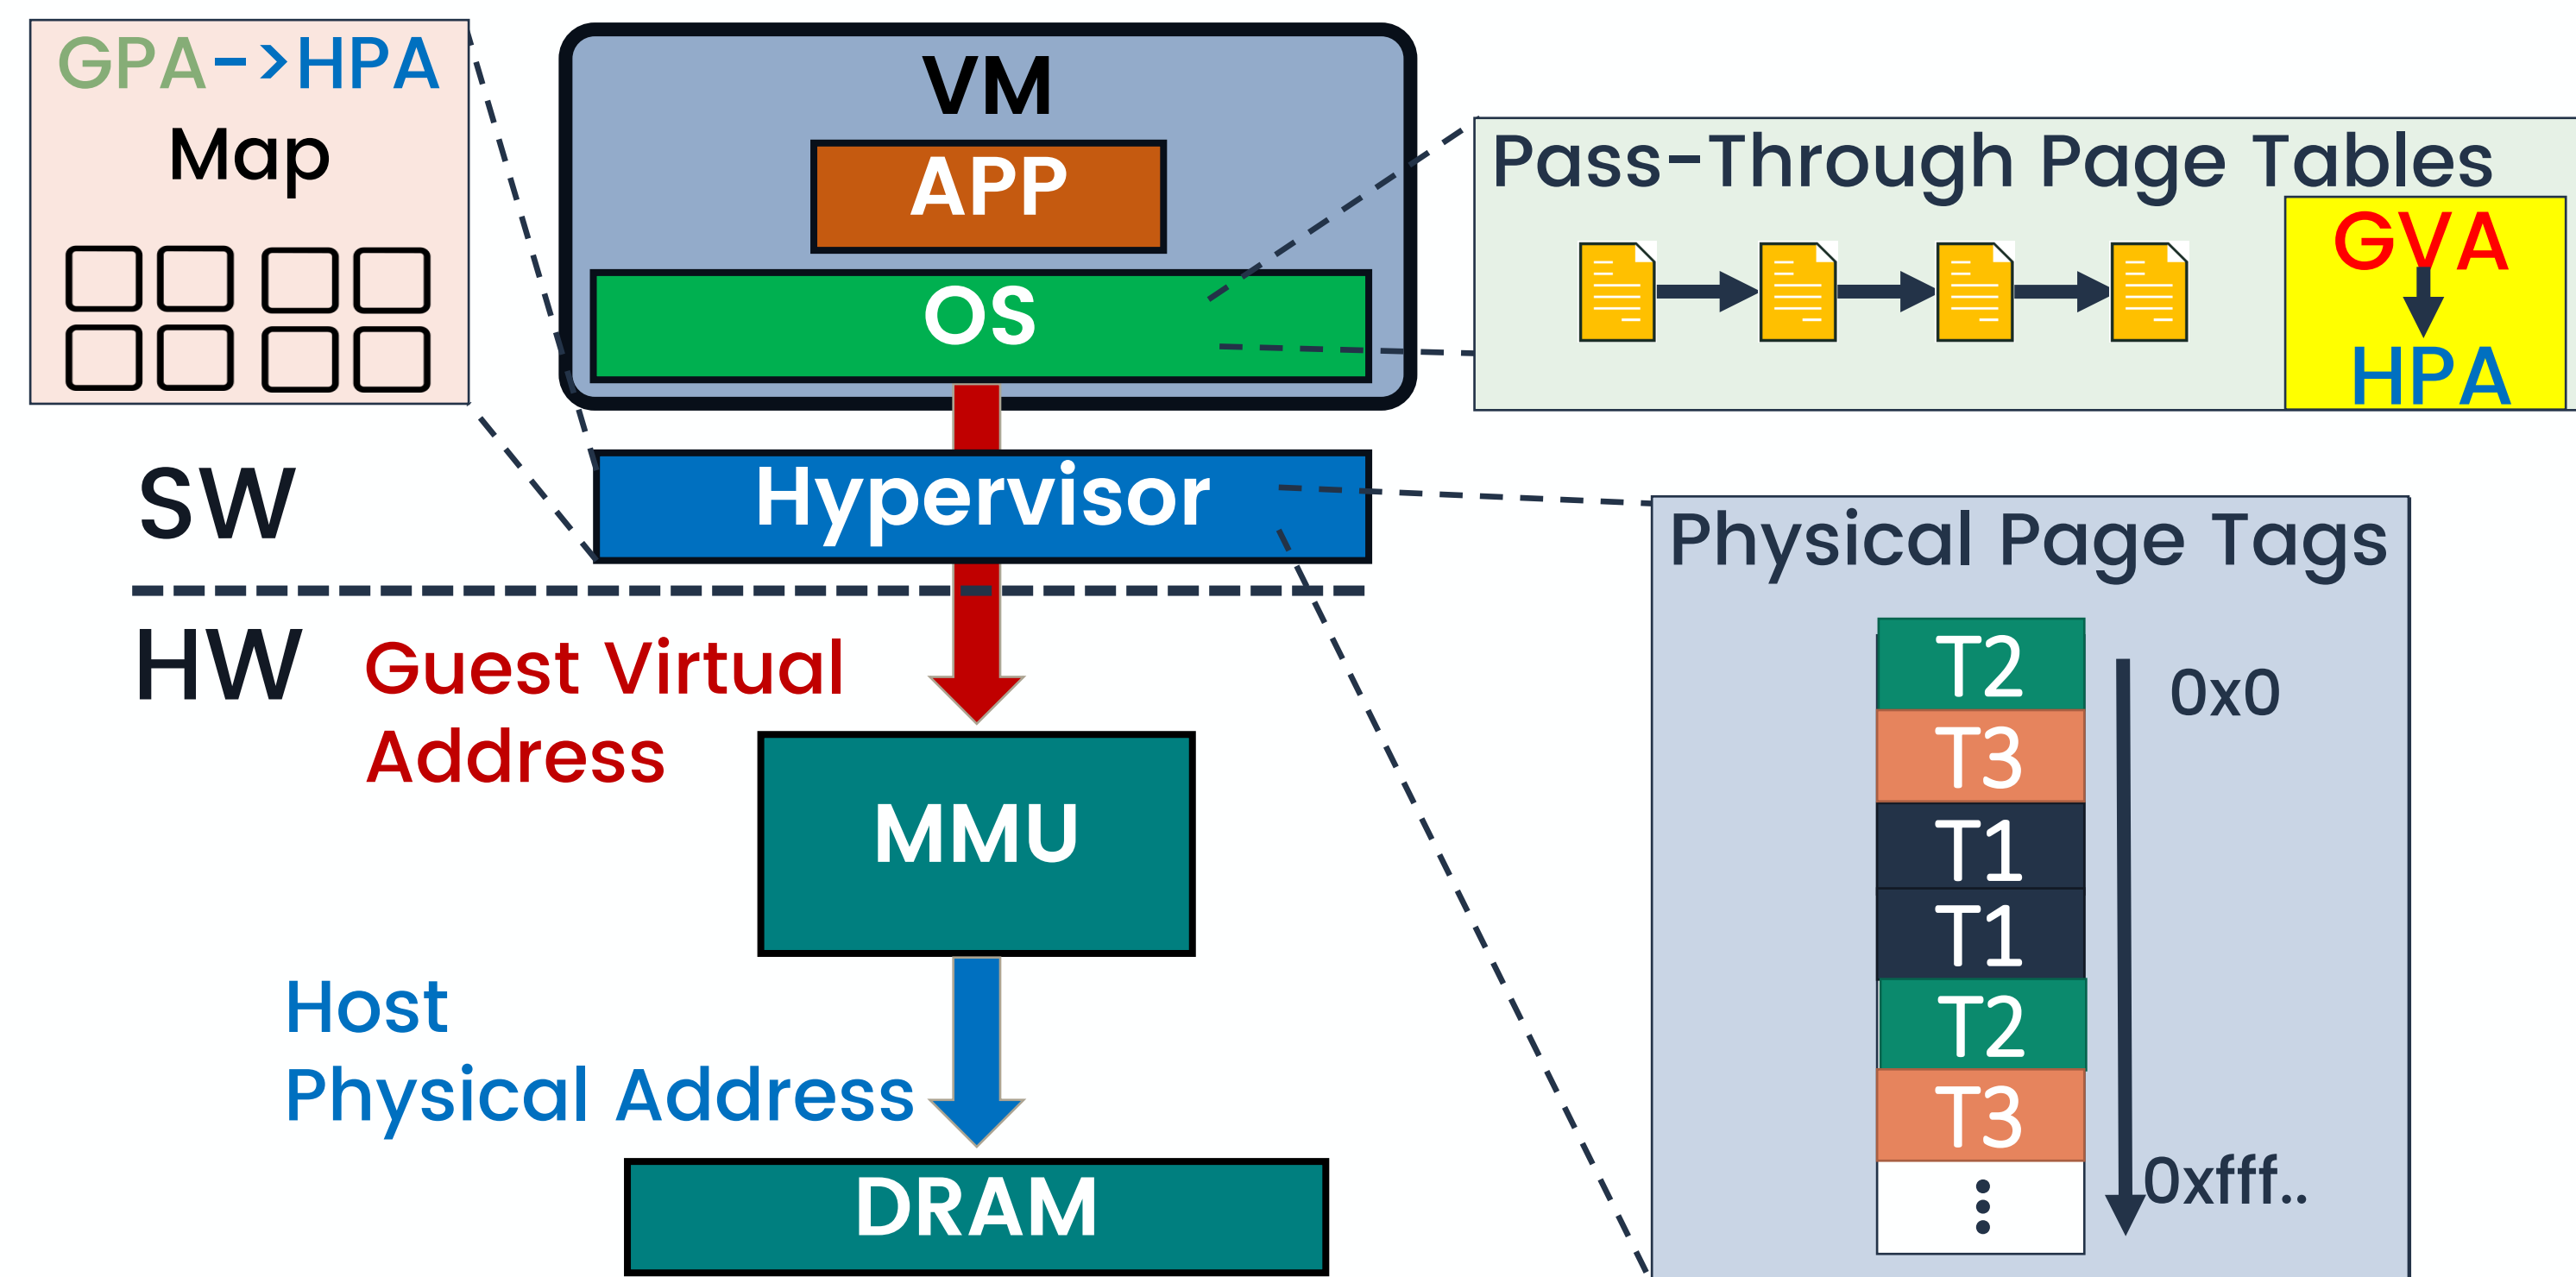 GPA->HPA
Map
VM
APP
OS
Pass-Through Page Tables
GVA
HPA
SW
Hypervisor
HW
Guest Virtual
Address
MMU
Host
Physical Address
DRAM
Physical Page Tags
T2
0x0
T3
T1
T1
T2
T3
0xfff..